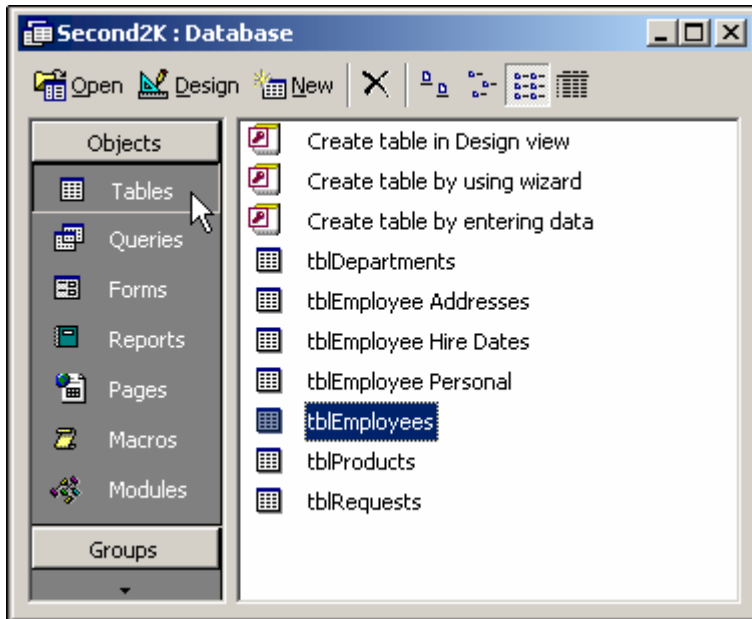 Second2K : Database
Open Design New
Objects
Tables
Queries
Forms
Reports
Pages
Macros
Modules
Groups
Create table in Design view
Create table by using wizard
Create table by entering data
tblDepartments
tblEmployee Addresses
tblEmployee Hire Dates
tblEmployee Personal
tblEmployees
tblProducts
tblRequests